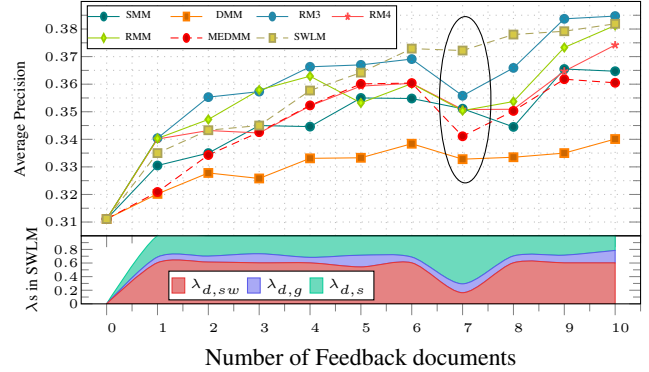 SMM DMM RM3 RM4
RMM MEDMM SWLM
0.38
0.37
0.36
0.35
0.34
0.33
0.32
0.31
Average Precision
0.8
0.6
0.4
0.2
0
λs in SWLM
λd,sw λd,g λd,s
0 1 2 3 4 5 6 7 8 9 10
Number of Feedback documents